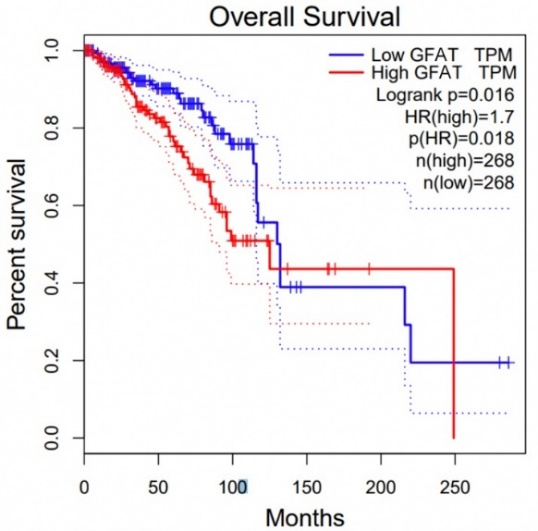 Overall Survival
Low GFAT TPM
High GFAT TPM
Logrank p=0.016
HR(high)=1.7
p(HR)=0.018
n(high)=268
n(low)=268
Percent survival
1.0
0.8
0.6
0.4
0.2
0.0
0 50 100 150 200 250
Months